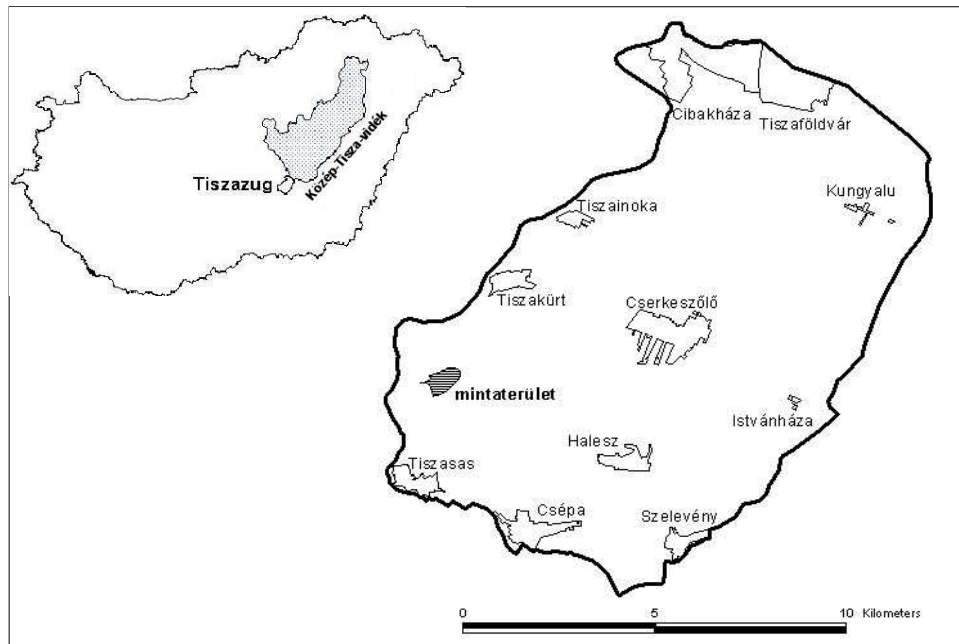 Közép-Tisza-vidék
Tiszazug
Cibakháza
Tiszaföldvár
Kungyalu
Tiszainoka
Tiszakürt
Cserkeszőlő
mintaterület
Istvánháza
Halesz
Tiszasas
Csépa
Szelevény
0 5 10 Kilometers